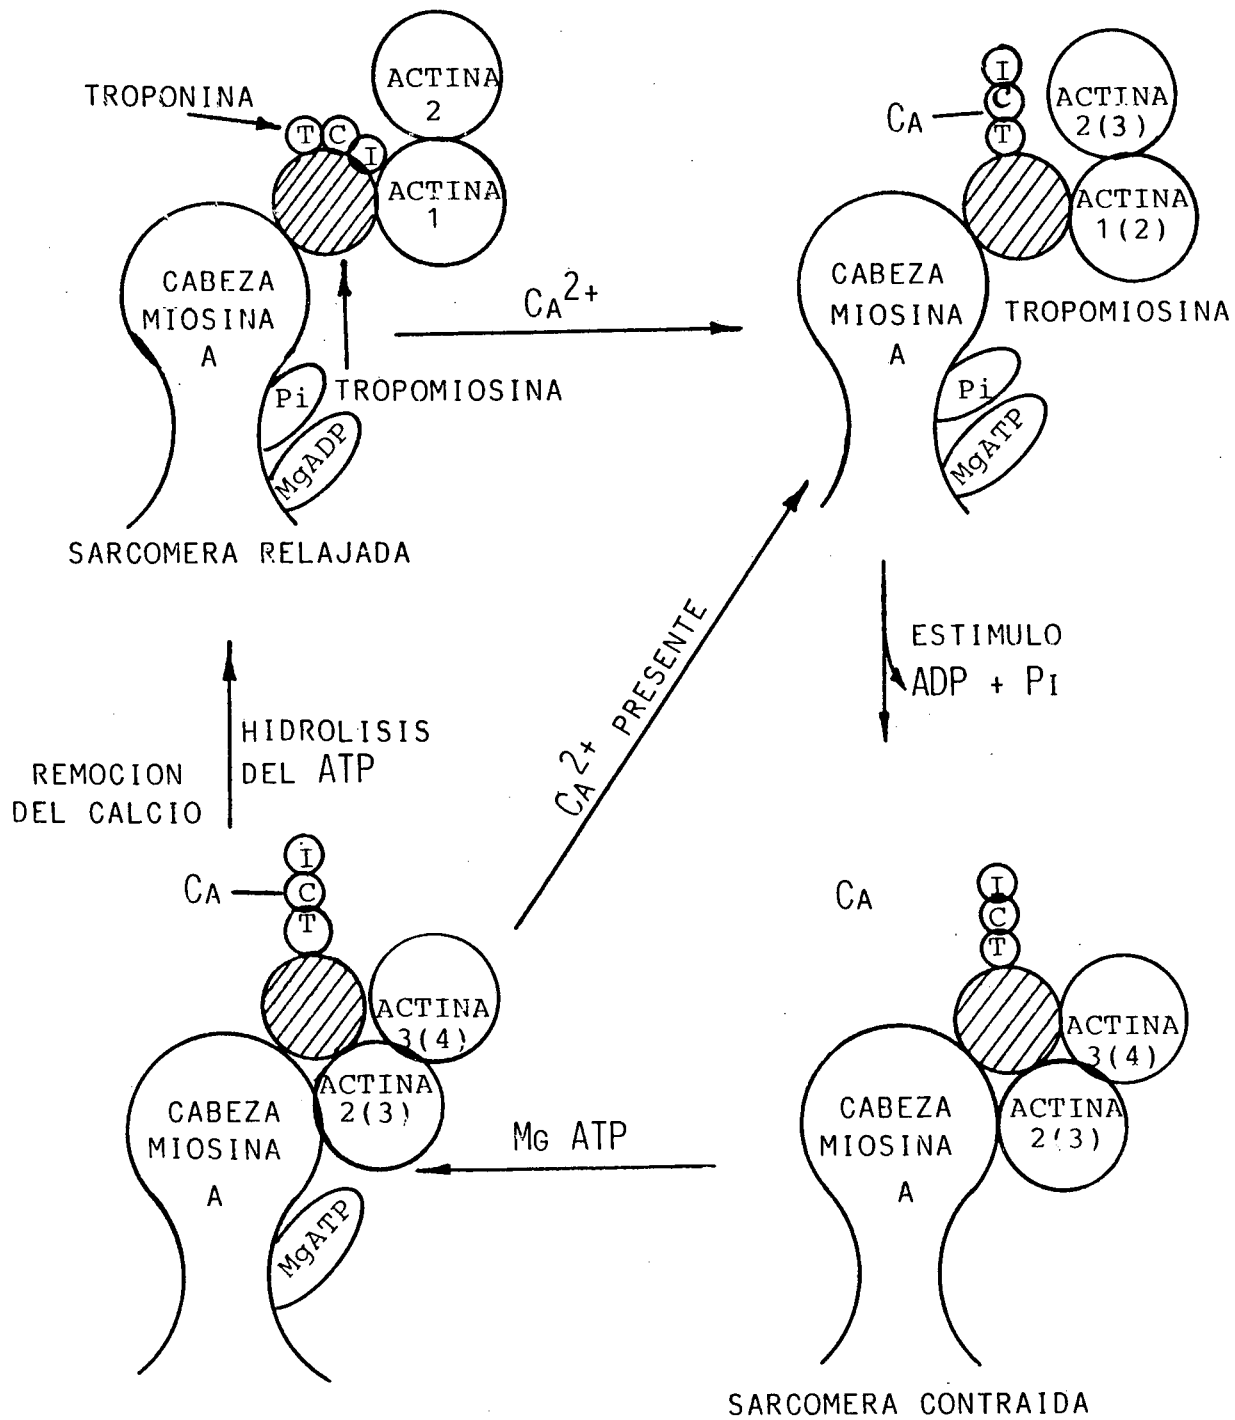 TROPONINA
T C I
ACTINA
2
ACTINA
1
CABEZA
MIOSINA
A
Pi
MgADP
TROPOMIOSINA
SARCOMERA RELAJADA
CA2+
I
C
T
CA
ACTINA
2(3)
ACTINA
1(2)
CABEZA
MIOSINA
A
TROPOMIOSINA
Pi
MgATP
ESTIMULO
ADP + PI
CA2+ PRESENTE
HIDROLISIS
DEL ATP
REMOCION
DEL CALCIO
I
C
T
CA
ACTINA
3(4)
ACTINA
2(3)
CABEZA
MIOSINA
A
MgATP
MG ATP
CA
I
C
T
ACTINA
3(4)
ACTINA
2(3)
CABEZA
MIOSINA
A
SARCOMERA CONTRAIDA